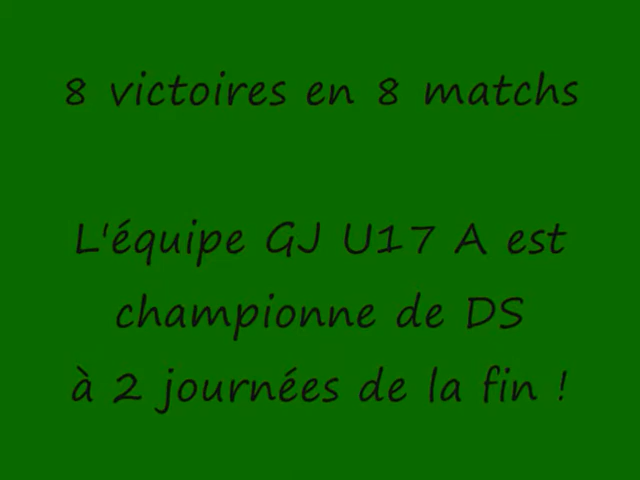 8 victoires en 8 matchs
L'équipe GJ U17 A est
championne de DS
à 2 journées de la fin !